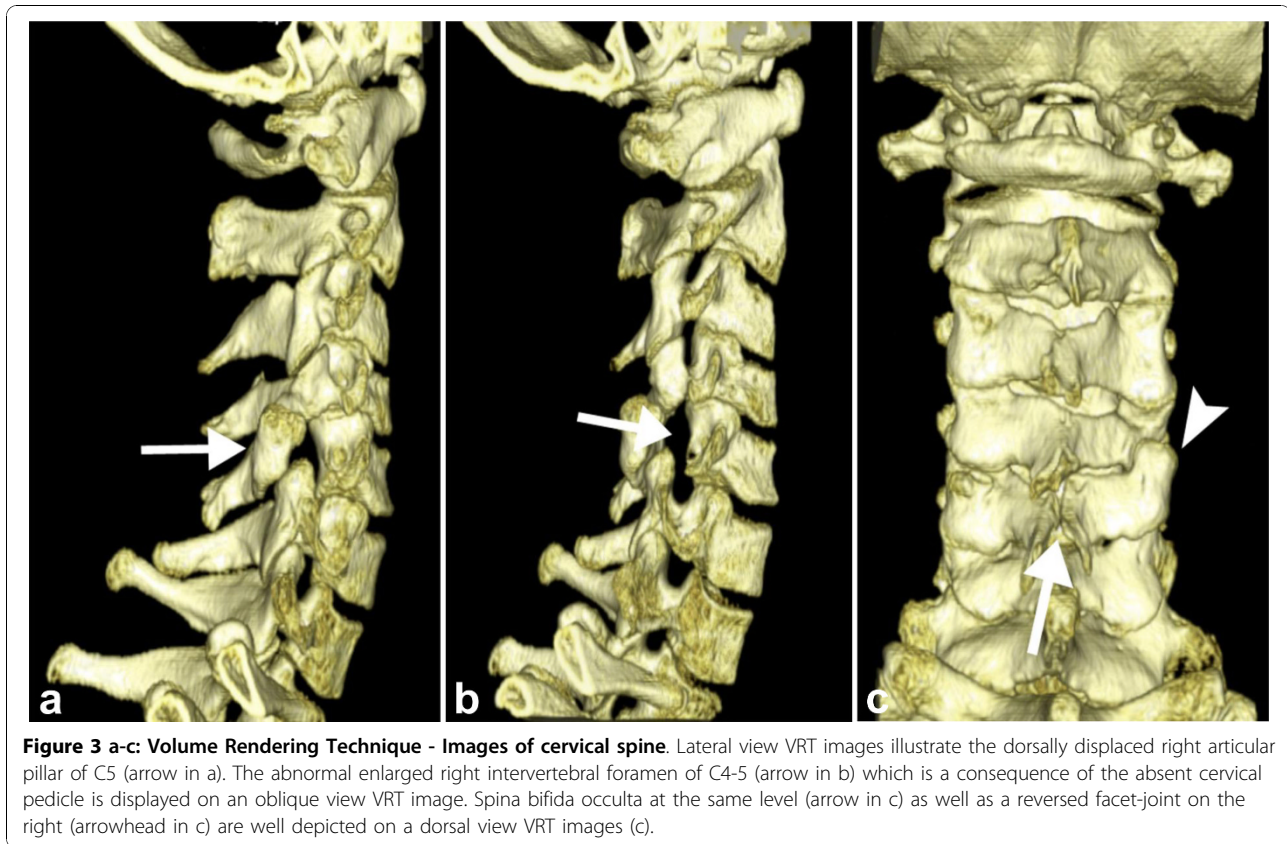 a
b
c
Figure 3 a-c: Volume Rendering Technique - Images of cervical spine. Lateral view VRT images illustrate the dorsally displaced right articular
pillar of C5 (arrow in a). The abnormal enlarged right intervertebral foramen of C4-5 (arrow in b) which is a consequence of the absent cervical
pedicle is displayed on an oblique view VRT image. Spina bifida occulta at the same level (arrow in c) as well as a reversed facet-joint on the
right (arrowhead in c) are well depicted on a dorsal view VRT images (c).